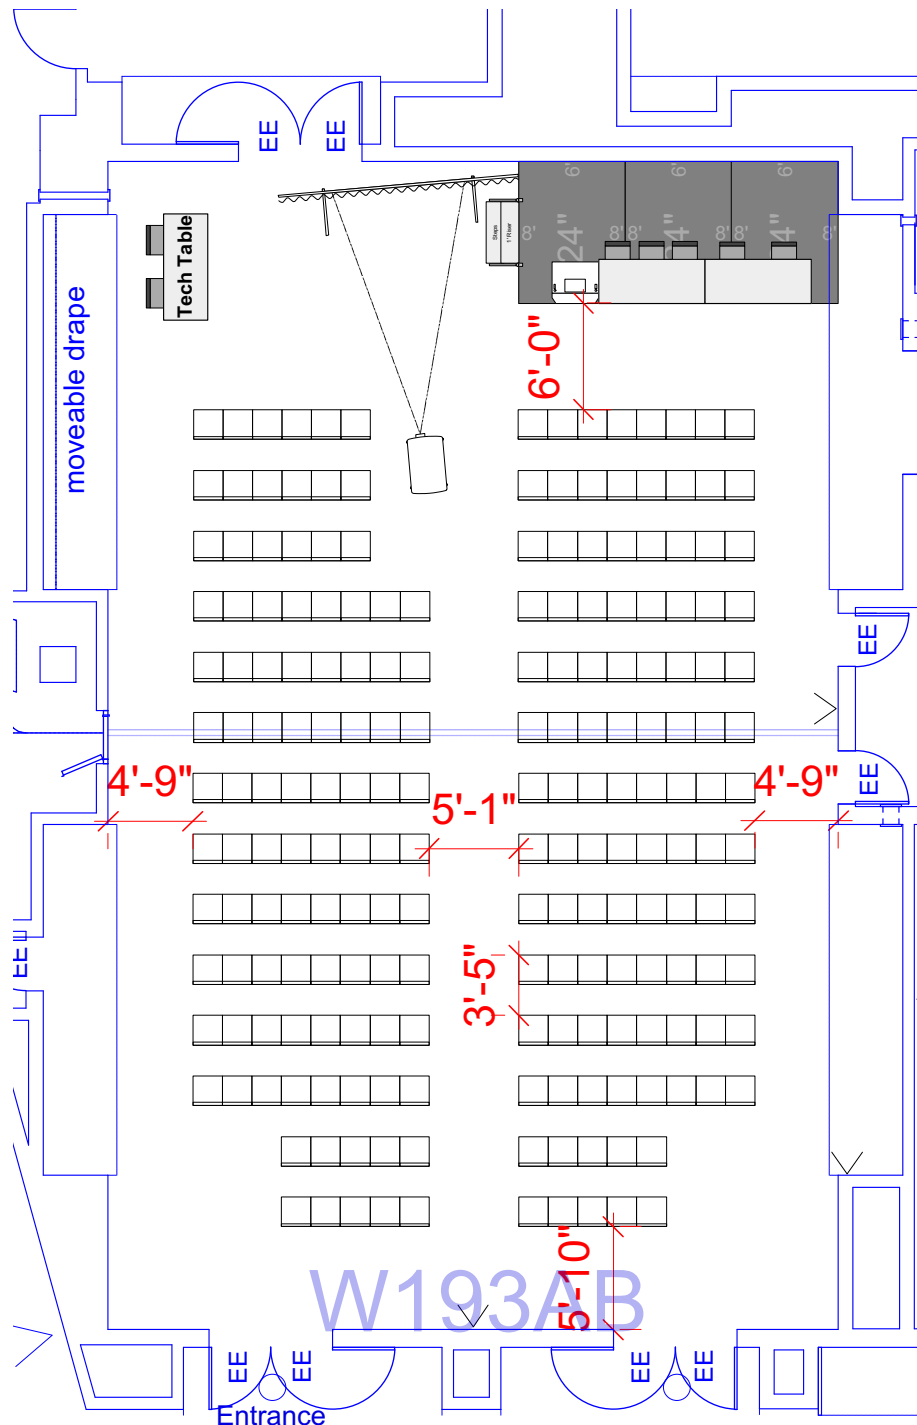 EE
EE
6'
6'
6'
Tech Table
Steps
1" Riser
8'
24"
8'
8'
24"
8'
8'
24"
8'
moveable drape
6'-0"
EE
EE
4'-9"
5'-1"
4'-9"
EE
3'-5"
5'-10"
W193AB
EE
EE
EE
EE
Entrance